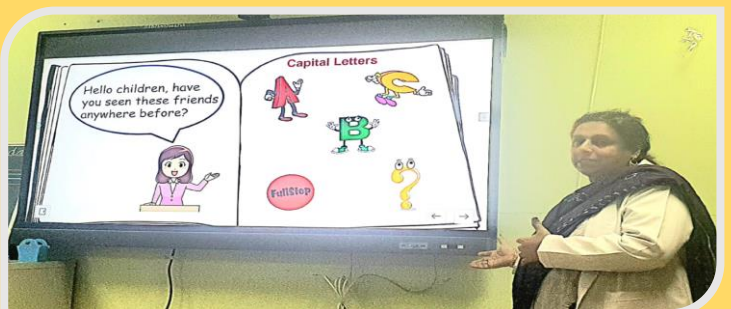 Hello children, have
you seen these friends
anywhere before?
Capital Letters
A
C
B
FullStop
?